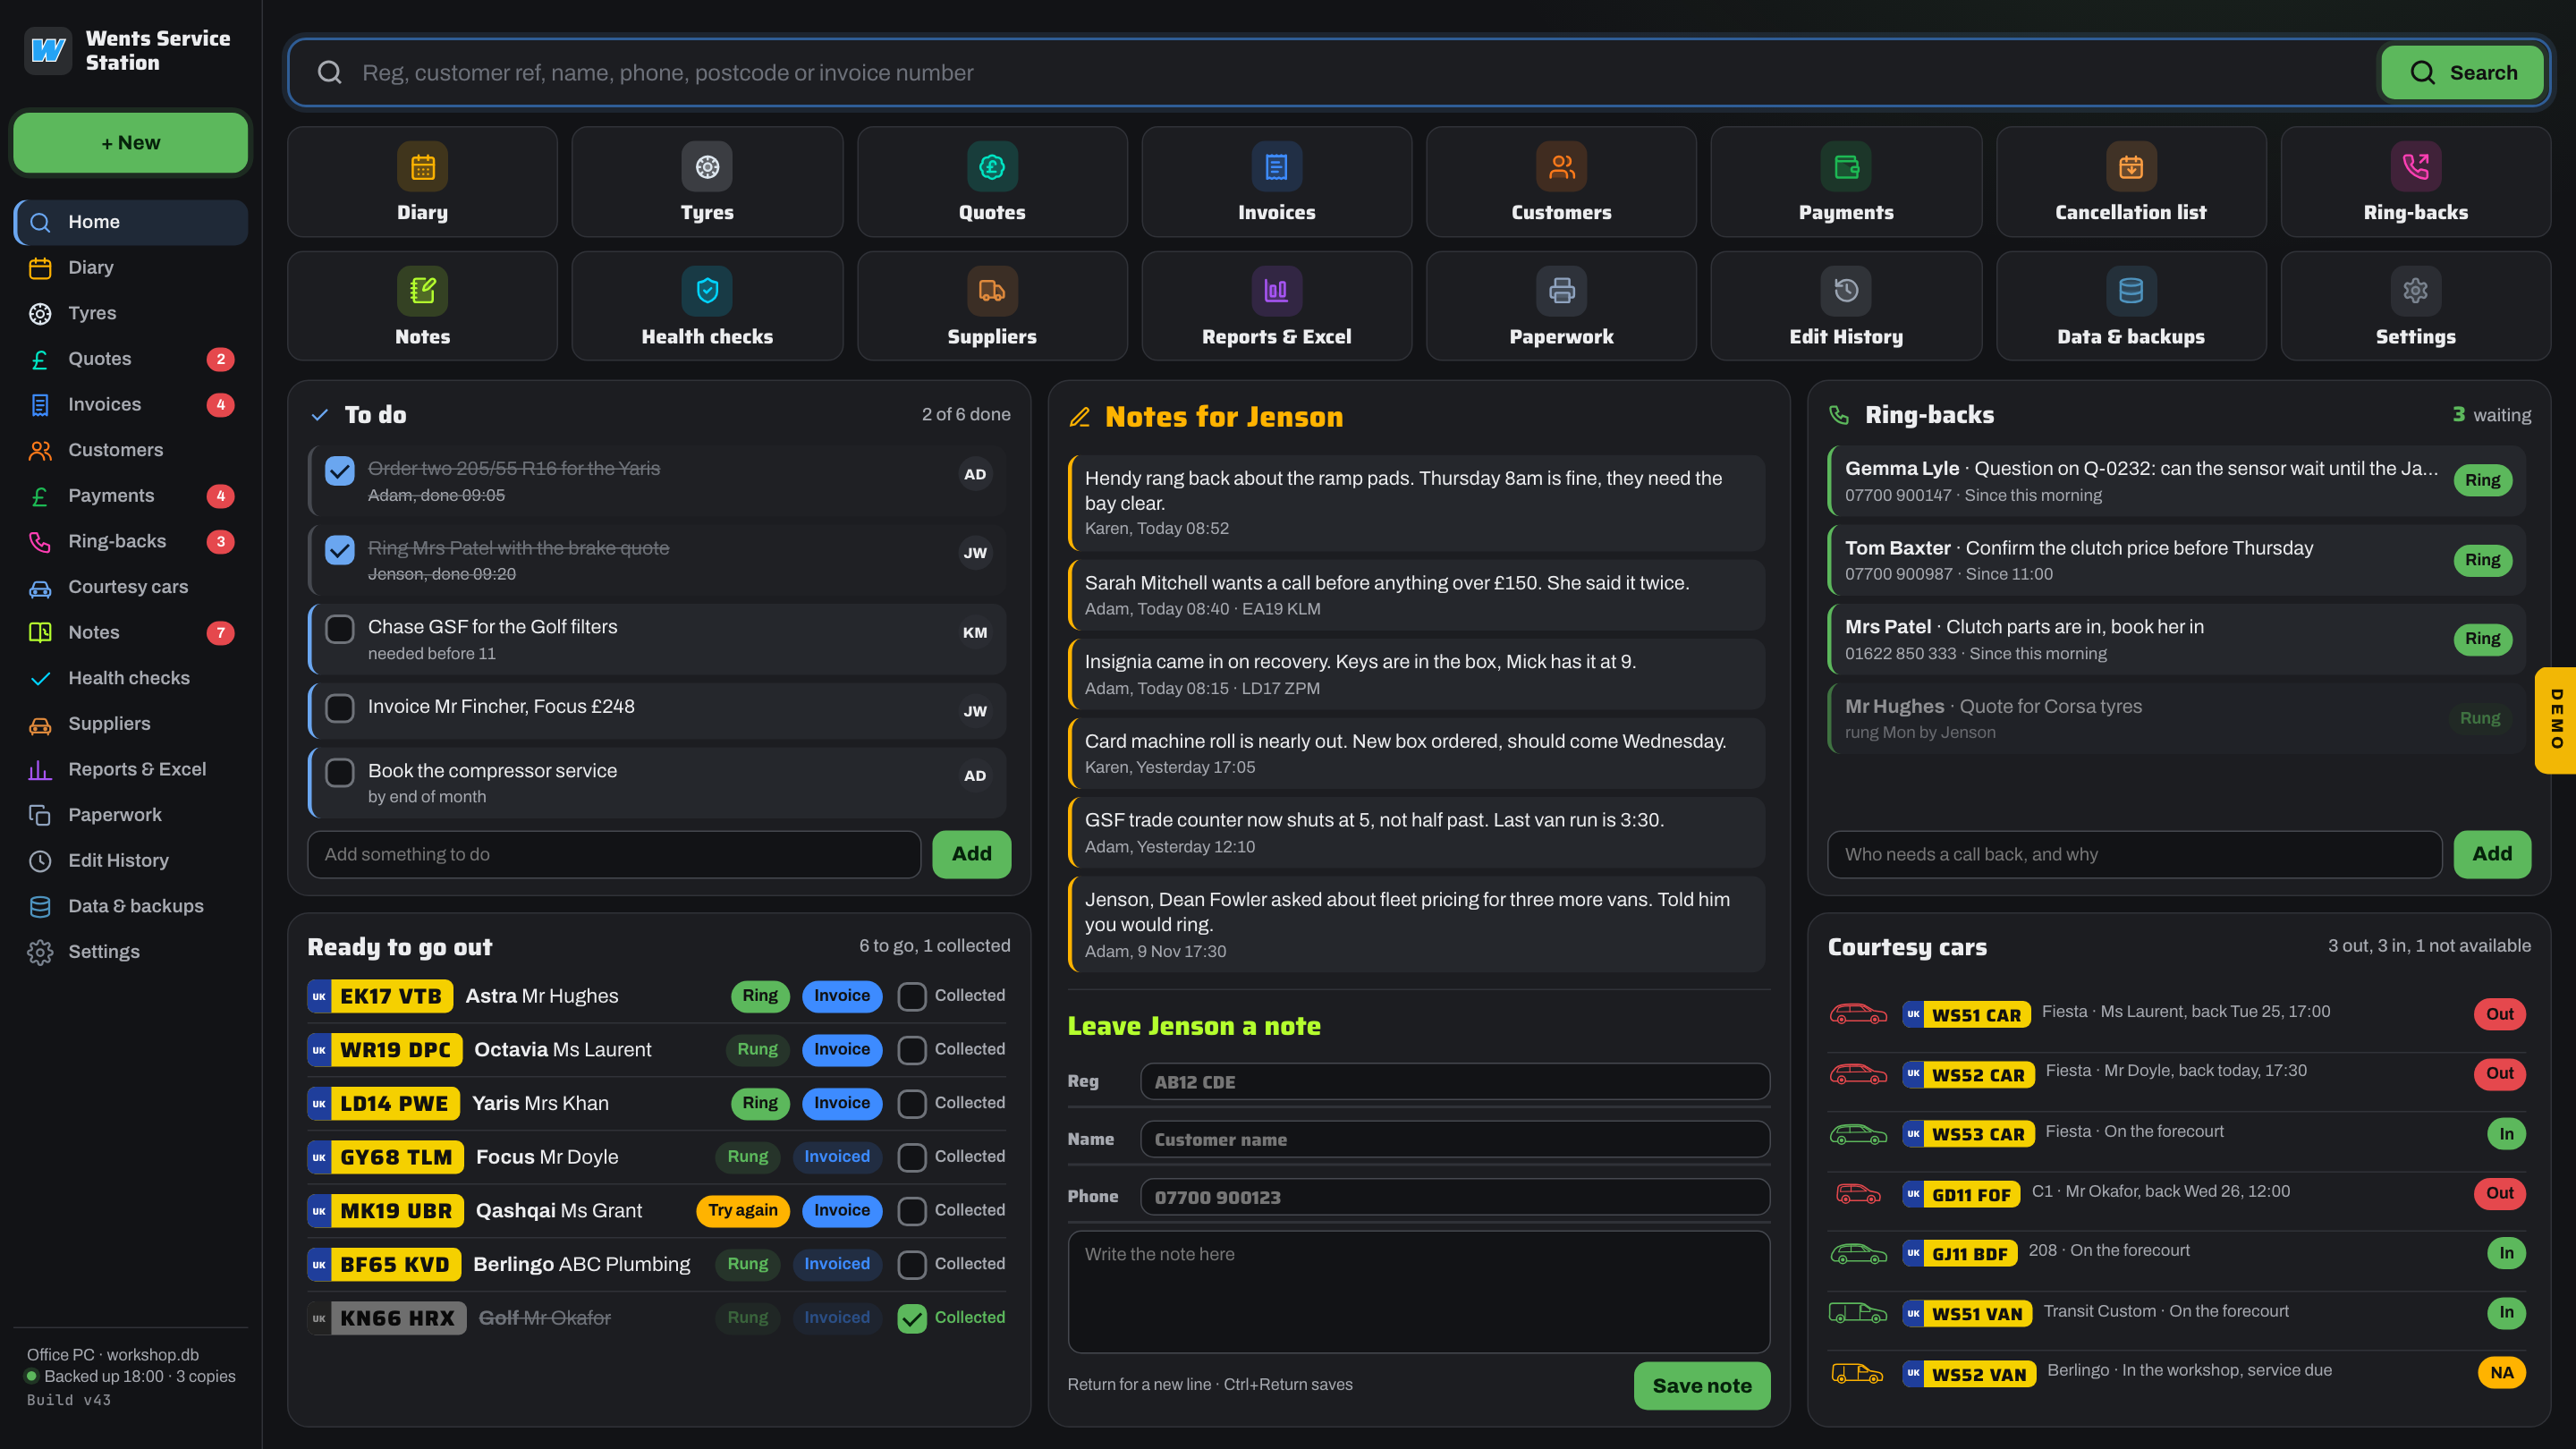 Wents Service
Station
+ New
Home
Diary
Tyres
Quotes 2
Invoices 4
Customers
Payments 4
Ring-backs 3
Courtesy cars
Notes 7
Health checks
Suppliers
Reports & Excel
Paperwork
Edit History
Data & backups
Settings
Office PC · workshop.db
Backed up 18:00 · 3 copies
Build v43
Reg, customer ref, name, phone, postcode or invoice number
Search
Diary
Tyres
Quotes
Invoices
Customers
Payments
Cancellation list
Ring-backs
Notes
Health checks
Suppliers
Reports & Excel
Paperwork
Edit History
Data & backups
Settings
To do 2 of 6 done
Order two 205/55 R16 for the Yaris AD
Adam, done 09:05
Ring Mrs Patel with the brake quote JW
Jenson, done 09:20
Chase GSF for the Golf filters KM
needed before 11
Invoice Mr Fincher, Focus £248 JW
Book the compressor service AD
by end of month
Add something to do Add
Ready to go out 6 to go, 1 collected
UK EK17 VTB Astra Mr Hughes Ring Invoice Collected
UK WR19 DPC Octavia Ms Laurent Rung Invoice Collected
UK LD14 PWE Yaris Mrs Khan Ring Invoice Collected
UK GY68 TLM Focus Mr Doyle Rung Invoiced Collected
UK MK19 UBR Qashqai Ms Grant Try again Invoice Collected
UK BF65 KVD Berlingo ABC Plumbing Rung Invoiced Collected
UK KN66 HRX Golf Mr Okafor Rung Invoiced Collected
Notes for Jenson
Hendy rang back about the ramp pads. Thursday 8am is fine, they need the
bay clear.
Karen, Today 08:52
Sarah Mitchell wants a call before anything over £150. She said it twice.
Adam, Today 08:40 · EA19 KLM
Insignia came in on recovery. Keys are in the box, Mick has it at 9.
Adam, Today 08:15 · LD17 ZPM
Card machine roll is nearly out. New box ordered, should come Wednesday.
Karen, Yesterday 17:05
GSF trade counter now shuts at 5, not half past. Last van run is 3:30.
Adam, Yesterday 12:10
Jenson, Dean Fowler asked about fleet pricing for three more vans. Told him
you would ring.
Adam, 9 Nov 17:30
Leave Jenson a note
Reg AB12 CDE
Name Customer name
Phone 07700 900123
Write the note here
Return for a new line · Ctrl+Return saves
Save note
Ring-backs 3 waiting
Gemma Lyle · Question on Q-0232: can the sensor wait until the Ja... Ring
07700 900147 · Since this morning
Tom Baxter · Confirm the clutch price before Thursday Ring
07700 900987 · Since 11:00
Mrs Patel · Clutch parts are in, book her in Ring
01622 850 333 · Since this morning
Mr Hughes · Quote for Corsa tyres Rung
rung Mon by Jenson
Who needs a call back, and why Add
DEMO
Courtesy cars 3 out, 3 in, 1 not available
UK WS51 CAR Fiesta · Ms Laurent, back Tue 25, 17:00 Out
UK WS52 CAR Fiesta · Mr Doyle, back today, 17:30 Out
UK WS53 CAR Fiesta · On the forecourt In
UK GD11 FOF C1 · Mr Okafor, back Wed 26, 12:00 Out
UK GJ11 BDF 208 · On the forecourt In
UK WS51 VAN Transit Custom · On the forecourt In
UK WS52 VAN Berlingo · In the workshop, service due NA